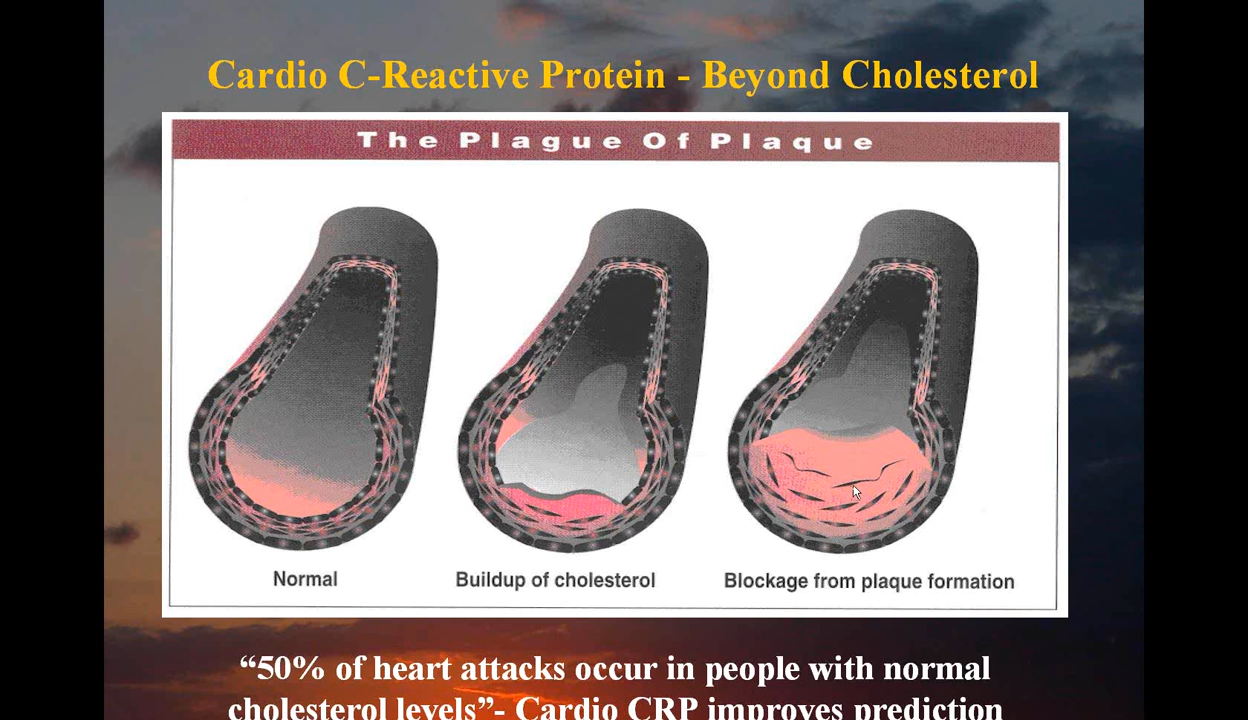 Cardio C-Reactive Protein - Beyond Cholesterol
The Plague Of Plaque
Normal
Buildup of cholesterol
Blockage from plaque formation
“50% of heart attacks occur in people with normal
cholesterol levels”- Cardio CRP improves prediction